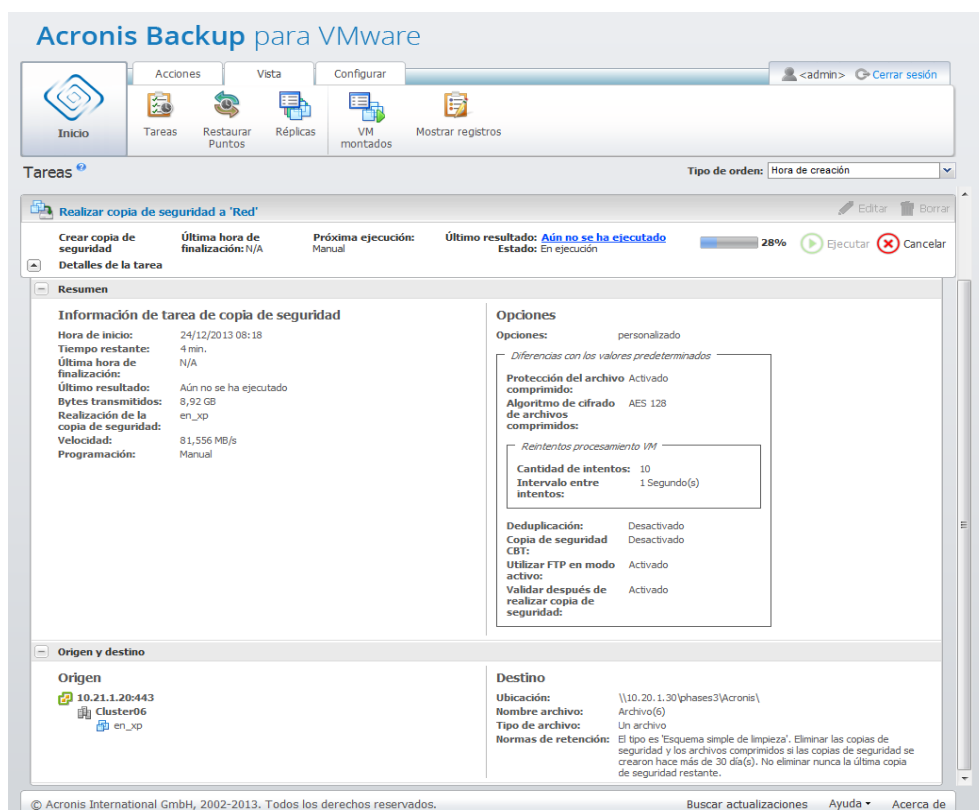 Acronis Backup para VMware
Acciones Vista Configurar
<admin> Cerrar sesión
Inicio
Tareas
Restaurar
Puntos
Réplicas
VM
montados
Mostrar registros
Tareas
Tipo de orden: Hora de creación
Realizar copia de seguridad a 'Red'
Editar Borrar
Crear copia de
seguridad
Última hora de
finalización: N/A
Próxima ejecución:
Manual
Último resultado: Aún no se ha ejecutado
Estado: En ejecución
28%
Ejecutar
Cancelar
Detalles de la tarea
Resumen
Información de tarea de copia de seguridad
Hora de inicio: 24/12/2013 08:18
Tiempo restante: 4 min.
Última hora de N/A
finalización:
Último resultado: Aún no se ha ejecutado
Bytes transmitidos: 8,92 GB
Realización de la en_xp
copia de seguridad:
Velocidad: 81,556 MB/s
Programación: Manual
Opciones
Opciones: personalizado
Diferencias con los valores predeterminados
Protección del archivo Activado
comprimido:
Algoritmo de cifrado AES 128
de archivos
comprimidos:
Reintentos procesamiento VM
Cantidad de intentos: 10
Intervalo entre 1 Segundo(s)
intentos:
Deduplicación: Desactivado
Copia de seguridad Desactivado
CBT:
Utilizar FTP en modo Activado
activo:
Validar después de Activado
realizar copia de
seguridad:
Origen y destino
Origen
10.21.1.20:443
Cluster06
en_xp
Destino
Ubicación: \\10.20.1.30\phases3\Acronis\
Nombre archivo: Archivo(6)
Tipo de archivo: Un archivo
Normas de retención: El tipo es 'Esquema simple de limpieza'. Eliminar las copias de
seguridad y los archivos comprimidos si las copias de seguridad se
crearon hace más de 30 día(s). No eliminar nunca la última copia
de seguridad restante.
© Acronis International GmbH, 2002-2013. Todos los derechos reservados.
Buscar actualizaciones Ayuda Acerca de